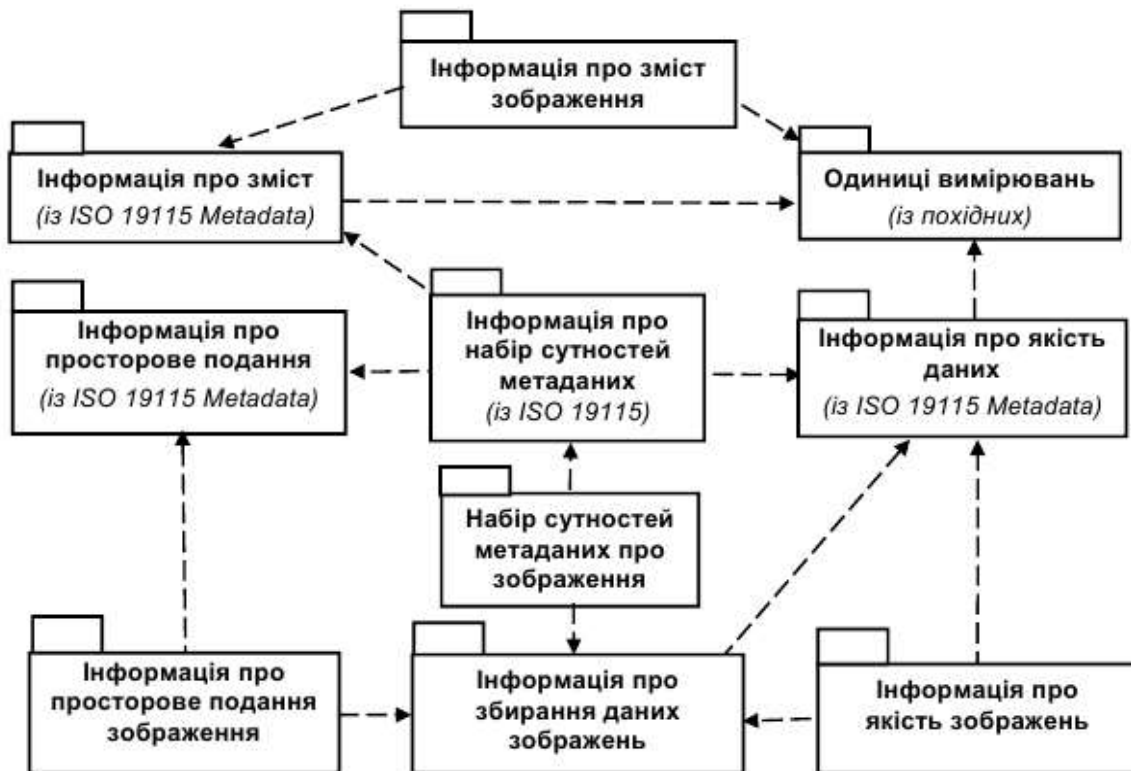 Інформація про зміст
зображення
Інформація про зміст
(із ISO 19115 Metadata)
Одиниці вимірювань
(із похідних)
Інформація про
просторове подання
(із ISO 19115 Metadata)
Інформація про
набір сутностей
метаданих
(із ISO 19115)
Інформація про якість
даних
(із ISO 19115 Metadata)
Набір сутностей
метаданих про
зображення
Інформація про
просторове подання
зображення
Інформація про
збирання даних
зображень
Інформація про
якість зображень